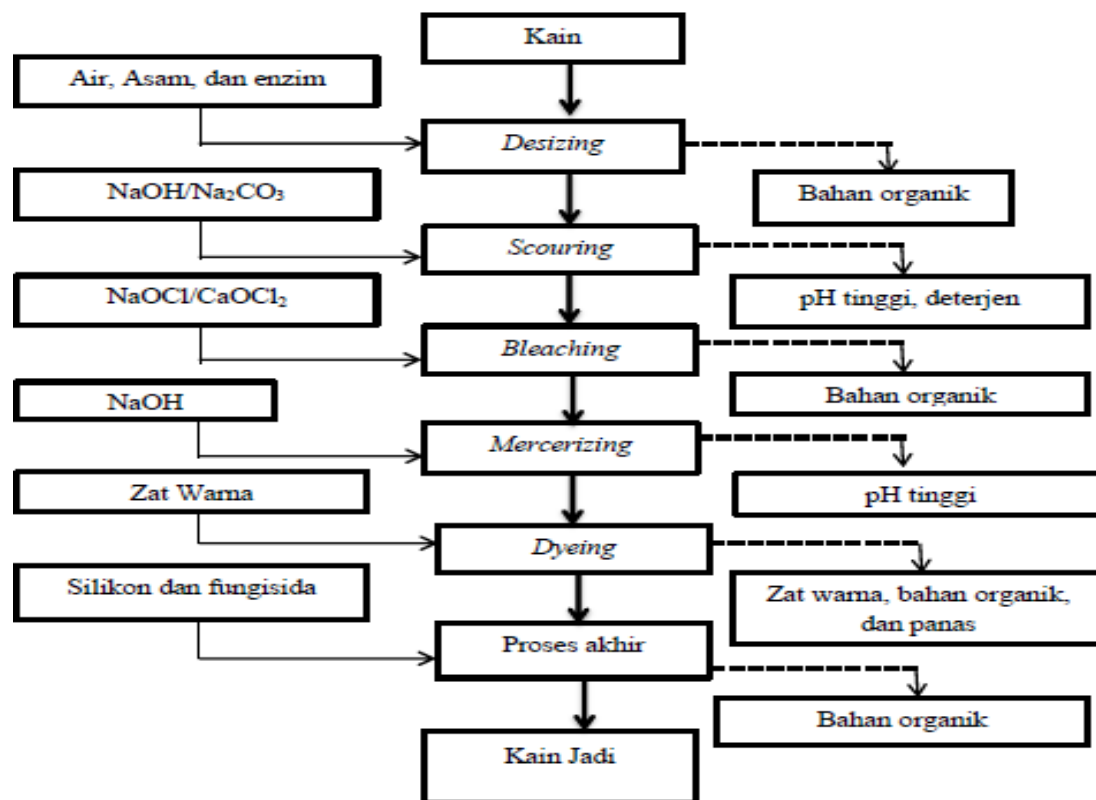 Kain
Air, Asam, dan enzim
Desizing
Bahan organik
NaOH/Na₂CO₃
Scouring
pH tinggi, deterjen
NaOCl/CaOCl₂
Bleaching
Bahan organik
NaOH
Mercerizing
pH tinggi
Zat Warna
Dyeing
Zat warna, bahan organik,
dan panas
Silikon dan fungisida
Proses akhir
Bahan organik
Kain Jadi